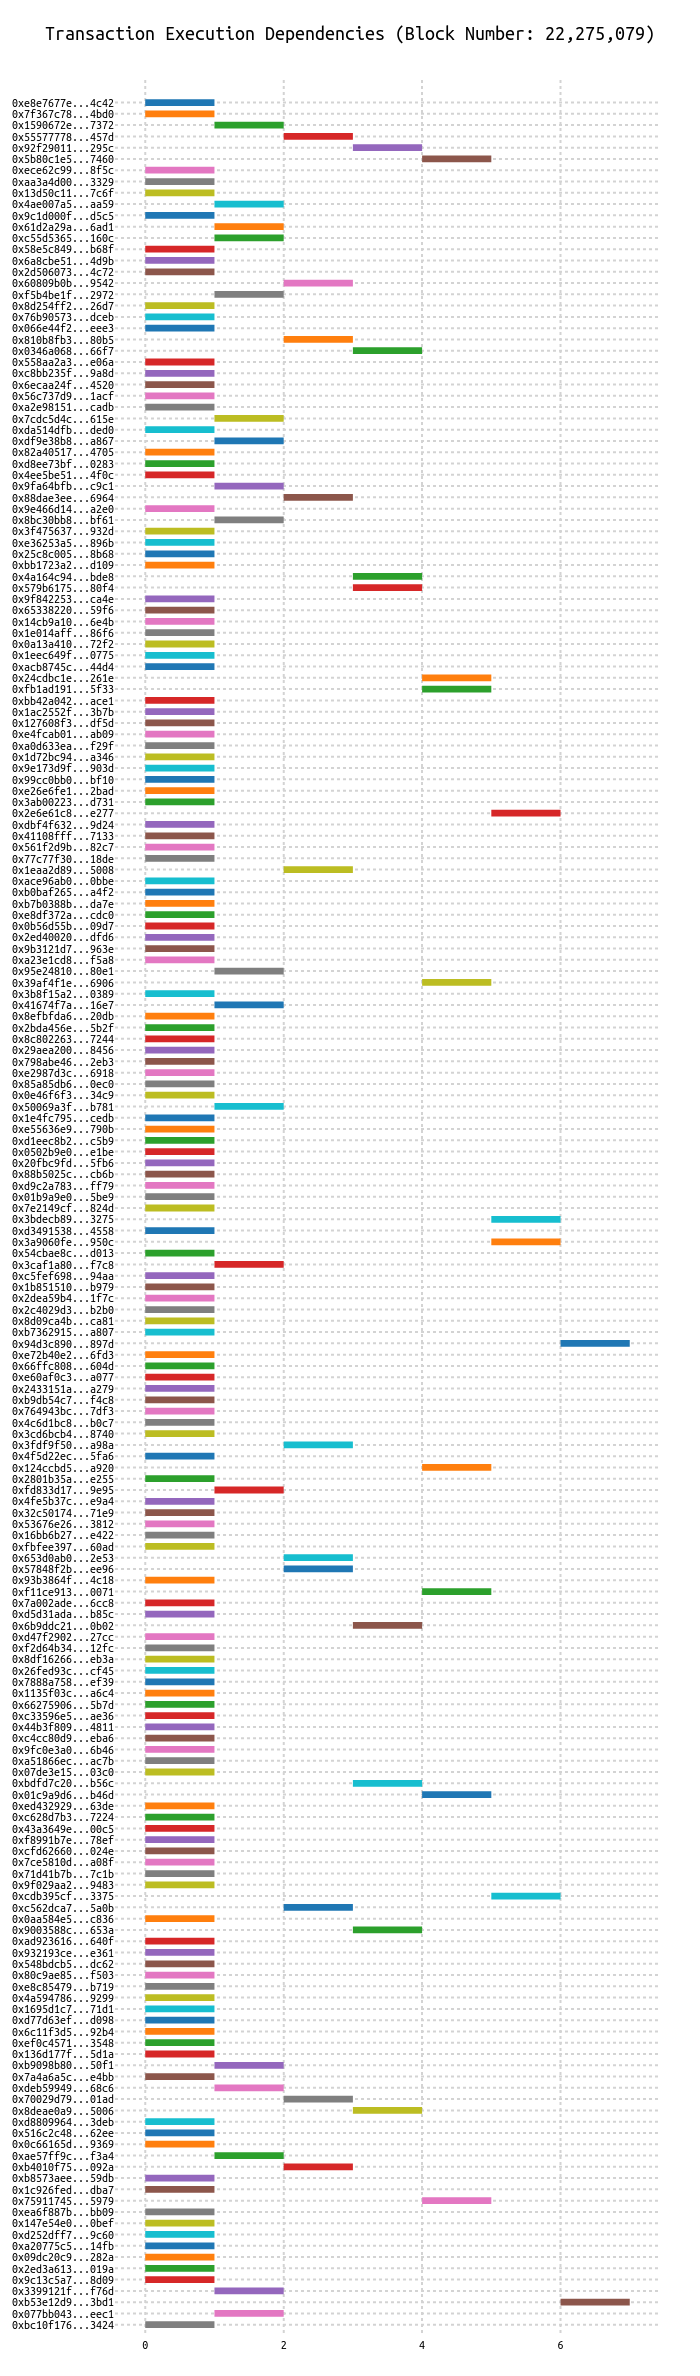 Transaction Execution Dependencies (Block Number: 22,275,079)
0xe8e7677e...4c42
0x7f367c78...4bd0
0x1590672e...7372
0x55577778...457d
0x92f29011...295c
0x5b80c1e5...7460
0xece62c99...8f5c
0xaa3a4d00...3329
0x13d50c11...7c6f
0x4ae007a5...aa59
0x9c1d000f...d5c5
0x61d2a29a...6ad1
0xc55d5365...160c
0x58e5c849...b68f
0x6a8cbe51...4d9b
0x2d506073...4c72
0x60809b0b...9542
0xf5b4be1f...2972
0x8d254ff2...26d7
0x76b90573...dceb
0x066e44f2...eee3
0x810b8fb3...80b5
0x0346a068...66f7
0x558aa2a3...e06a
0xc8bb235f...9a8d
0x6ecaa24f...4520
0x56c737d9...1acf
0xa2e98151...cadb
0x7cdc5d4c...615e
0xda514dfb...ded0
0xdf9e38b8...a867
0x82a40517...4705
0xd8ee73bf...0283
0x4ee5be51...4f0c
0x9fa64bfb...c9c1
0x88dae3ee...6964
0x9e466d14...a2e0
0x8bc30bb8...bf61
0x3f475637...932d
0xe36253a5...896b
0x25c8c005...8b68
0xbb1723a2...d109
0x4a164c94...bde8
0x579b6175...80f4
0x9f842253...ca4e
0x65338220...59f6
0x14cb9a10...6e4b
0x1e014aff...86f6
0x0a13a410...72f2
0x1eec649f...0775
0xacb8745c...44d4
0x24cdbc1e...261e
0xfb1ad191...5f33
0xbb42a042...ace1
0x1ac2552f...3b7b
0x127608f3...df5d
0xe4fcab01...ab09
0xa0d633ea...f29f
0x1d72bc94...a346
0x9e173d9f...903d
0x99cc0bb0...bf10
0xe26e6fe1...2bad
0x3ab00223...d731
0x2e6e61c8...e277
0xdbf4f632...9d24
0x41108fff...7133
0x561f2d9b...82c7
0x77c77f30...18de
0x1eaa2d89...5008
0xace96ab0...0bbe
0xb0baf265...a4f2
0xb7b0388b...da7e
0xe8df372a...cdc0
0x0b56d55b...09d7
0x2ed40020...dfd6
0x9b3121d7...963e
0xa23e1cd8...f5a8
0x95e24810...80e1
0x39af4f1e...6906
0x3b8f15a2...0389
0x41674f7a...16e7
0x8efbfda6...20db
0x2bda456e...5b2f
0x8c802263...7244
0x29aea200...8456
0x798abe46...2eb3
0xe2987d3c...6918
0x85a85db6...0ec0
0x0e46f6f3...34c9
0x50069a3f...b781
0x1e4fc795...cedb
0xe55636e9...790b
0xd1eec8b2...c5b9
0x0502b9e0...e1be
0x20fbc9fd...5fb6
0x88b5025c...cb6b
0xd9c2a783...ff79
0x01b9a9e0...5be9
0x7e2149cf...824d
0x3bdecb89...3275
0xd3491538...4558
0x3a9060fe...950c
0x54cbae8c...d013
0x3caf1a80...f7c8
0xc5fef698...94aa
0x1b851510...b979
0x2dea59b4...1f7c
0x2c4029d3...b2b0
0x8d09ca4b...ca81
0xb7362915...a807
0x94d3c890...897d
0xe72b40e2...6fd3
0x66ffc808...604d
0xe60af0c3...a077
0x2433151a...a279
0xb9db54c7...f4c8
0x764943bc...7df3
0x4c6d1bc8...b0c7
0x3cd6bcb4...8740
0x3fdf9f50...a98a
0x4f5d22ec...5fa6
0x124ccbd5...a920
0x2801b35a...e255
0xfd833d17...9e95
0x4fe5b37c...e9a4
0x32c50174...71e9
0x53676e26...3812
0x16bb6b27...e422
0xfbfee397...60ad
0x653d0ab0...2e53
0x57848f2b...ee96
0x93b3864f...4c18
0xf11ce913...0071
0x7a002ade...6cc8
0xd5d31ada...b85c
0x6b9ddc21...0b02
0xd47f2902...27cc
0xf2d64b34...12fc
0x8df16266...eb3a
0x26fed93c...cf45
0x7888a758...ef39
0x1135f03c...a6c4
0x66275906...5b7d
0xc33596e5...ae36
0x44b3f809...4811
0xc4cc80d9...eba6
0x9fc0e3a0...6b46
0xa51866ec...ac7b
0x07de3e15...03c0
0xbdfd7c20...b56c
0x01c9a9d6...b46d
0xed432929...63de
0xc628d7b3...7224
0x43a3649e...00c5
0xf8991b7e...78ef
0xcfd62660...024e
0x7ce5810d...a08f
0x71d41b7b...7c1b
0x9f029aa2...9483
0xcdb395cf...3375
0xc562dca7...5a0b
0x0aa584e5...c836
0x9003588c...653a
0xad923616...640f
0x932193ce...e361
0x548bdcb5...dc62
0x80c9ae85...f503
0xe8c85479...b719
0x4a594786...9299
0x1695d1c7...71d1
0xd77d63ef...d098
0x6c11f3d5...92b4
0xef0c4571...3548
0x136d177f...5d1a
0xb9098b80...50f1
0x7a4a6a5c...e4bb
0xdeb59949...68c6
0x70029d79...01ad
0x8deae0a9...5006
0xd8809964...3deb
0x516c2c48...62ee
0x0c66165d...9369
0xae57ff9c...f3a4
0xb4010f75...092a
0xb8573aee...59db
0x1c926fed...dba7
0x75911745...5979
0xea6f887b...bb09
0x147e54e0...0bef
0xd252dff7...9c60
0xa20775c5...14fb
0x09dc20c9...282a
0x2ed3a613...019a
0x9c13c5a7...8d09
0x3399121f...f76d
0xb53e12d9...3bd1
0x077bb043...eec1
0xbc10f176...3424
0 2 4 6